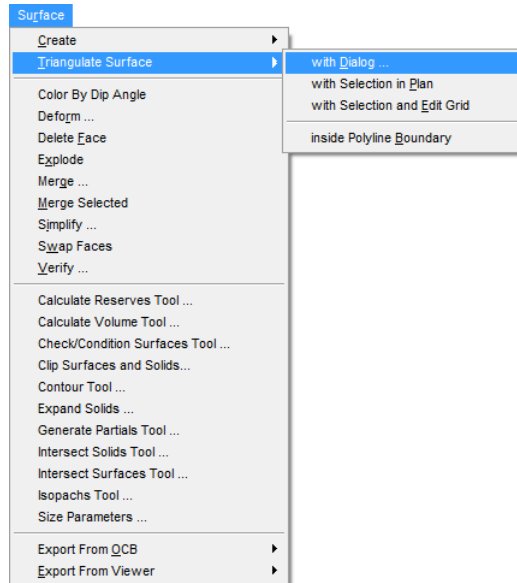 Surface
Create
Triangulate Surface
with Dialog ...
with Selection in Plan
with Selection and Edit Grid
inside Polyline Boundary
Color By Dip Angle
Deform ...
Delete Face
Explode
Merge ...
Merge Selected
Simplify ...
Swap Faces
Verify ...
Calculate Reserves Tool ...
Calculate Volume Tool ...
Check/Condition Surfaces Tool ...
Clip Surfaces and Solids...
Contour Tool ...
Expand Solids ...
Generate Partials Tool ...
Intersect Solids Tool ...
Intersect Surfaces Tool ...
Isopachs Tool ...
Size Parameters ...
Export From OCB
Export From Viewer